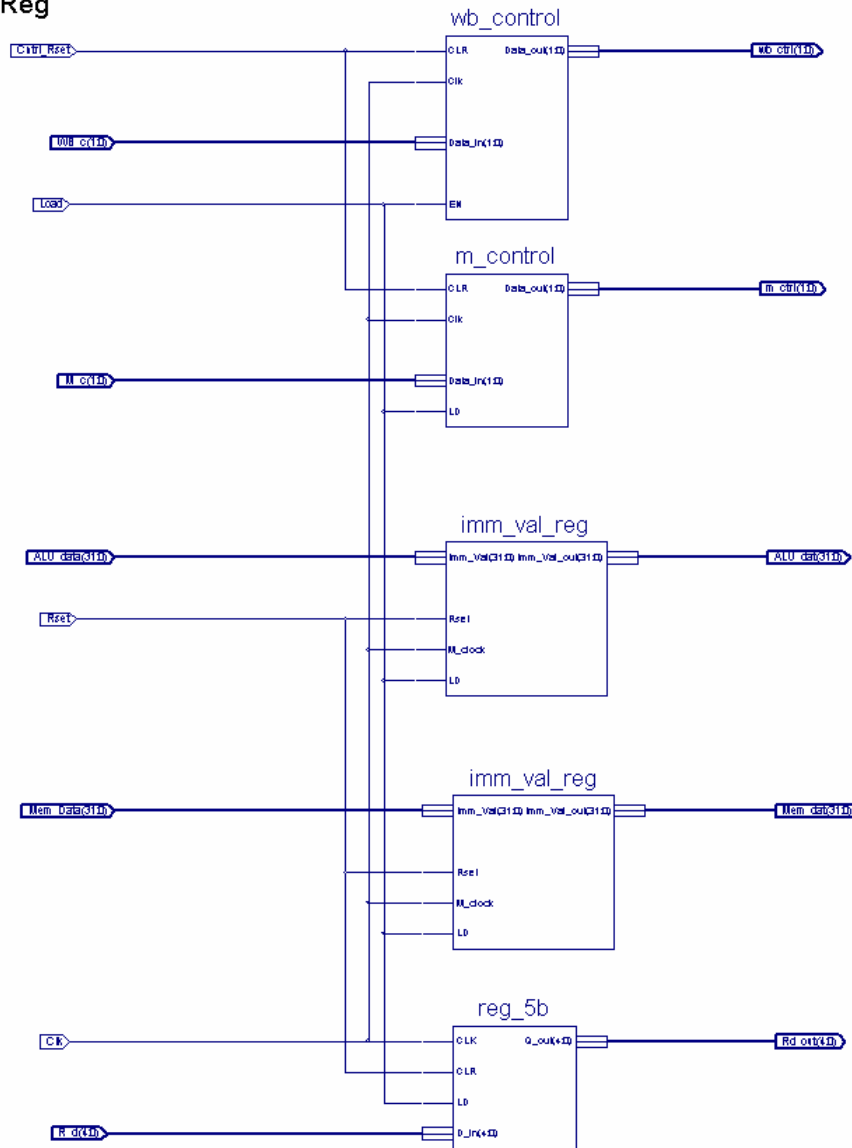 Reg
wb_control
Cntrl_Rset
CLR Data_out(1:0)
wb_ctrl(1:0)
Clk
WB_c(1:0)
Data_In(1:0)
Load
EN
m_control
CLR Data_out(1:0)
m_ctrl(1:0)
Clk
M_c(1:0)
Data_In(1:0)
LD
imm_val_reg
ALU_data(31:0)
Imm_Val(31:0) Imm_Val_out(31:0)
ALU_dat(31:0)
Rset
Rset
M_clock
LD
imm_val_reg
Mem_Data(31:0)
Imm_Val(31:0) Imm_Val_out(31:0)
Mem_dat(31:0)
Rset
M_clock
LD
reg_5b
Clk
CLK Q_out(4:0)
Rd_out(4:0)
CLR
LD
R_d(4:0)
D_In(4:0)